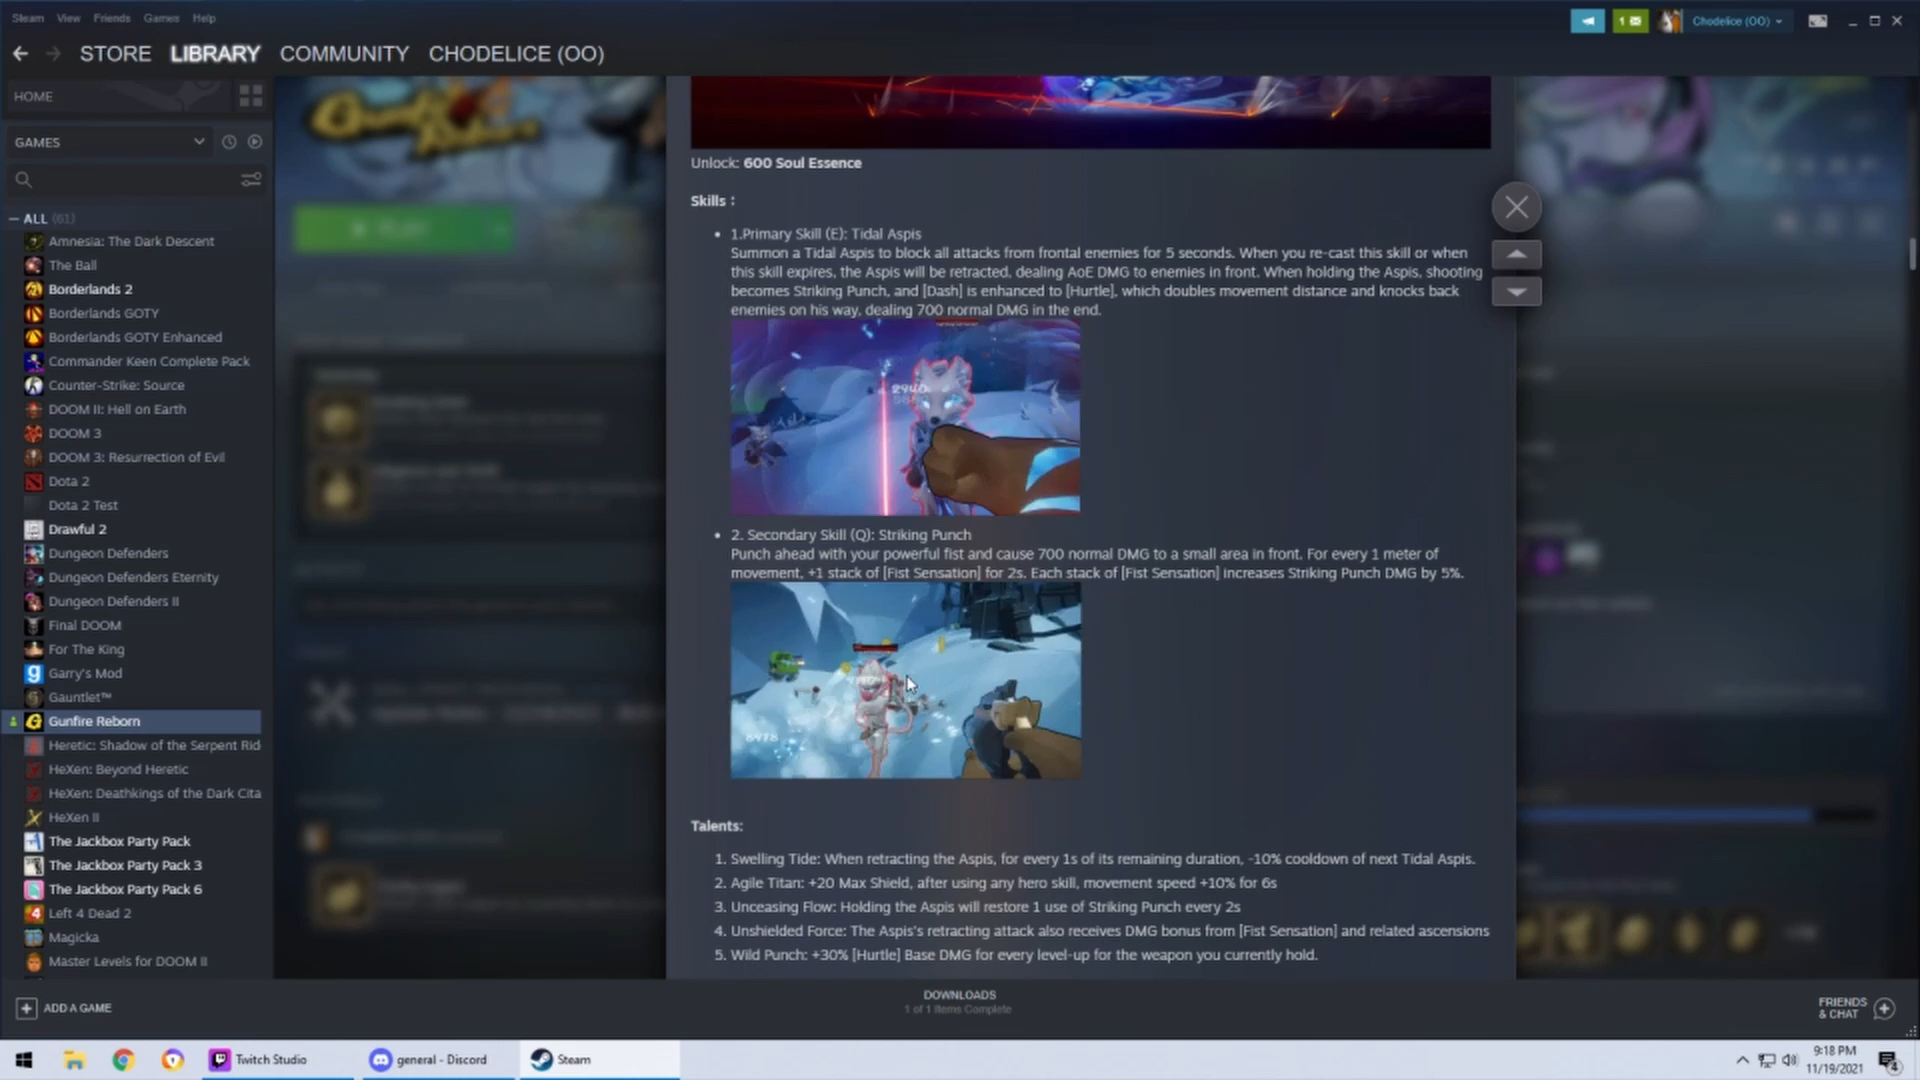 Steam View Friends Games Help
1
Chodelice (OO)
STORE LIBRARY COMMUNITY CHODELICE (OO)
HOME
GAMES
ALL (61)
Amnesia: The Dark Descent
The Ball
Borderlands 2
Borderlands GOTY
Borderlands GOTY Enhanced
Commander Keen Complete Pack
Counter-Strike: Source
DOOM II: Hell on Earth
DOOM 3
DOOM 3: Resurrection of Evil
Dota 2
Dota 2 Test
Drawful 2
Dungeon Defenders
Dungeon Defenders Eternity
Dungeon Defenders II
Final DOOM
For The King
Garry's Mod
Gauntlet™
Gunfire Reborn
Heretic: Shadow of the Serpent Rid
HeXen: Beyond Heretic
HeXen: Deathkings of the Dark Cita
HeXen II
The Jackbox Party Pack
The Jackbox Party Pack 3
The Jackbox Party Pack 6
Left 4 Dead 2
Magicka
Master Levels for DOOM II
ADD A GAME
Gunfire
Reborn
PLAY
Unlock: 600 Soul Essence
Skills :
• 1.Primary Skill (E): Tidal Aspis
Summon a Tidal Aspis to block all attacks from frontal enemies for 5 seconds. When you re-cast this skill or when
this skill expires, the Aspis will be retracted, dealing AoE DMG to enemies in front. When holding the Aspis, shooting
becomes Striking Punch, and [Dash] is enhanced to [Hurtle], which doubles movement distance and knocks back
enemies on his way, dealing 700 normal DMG in the end.
2940
• 2. Secondary Skill (Q): Striking Punch
Punch ahead with your powerful fist and cause 700 normal DMG to a small area in front. For every 1 meter of
movement, +1 stack of [Fist Sensation] for 2s. Each stack of [Fist Sensation] increases Striking Punch DMG by 5%.
8978
Talents:
1. Swelling Tide: When retracting the Aspis, for every 1s of its remaining duration, -10% cooldown of next Tidal Aspis.
2. Agile Titan: +20 Max Shield, after using any hero skill, movement speed +10% for 6s
3. Unceasing Flow: Holding the Aspis will restore 1 use of Striking Punch every 2s
4. Unshielded Force: The Aspis's retracting attack also receives DMG bonus from [Fist Sensation] and related ascensions
5. Wild Punch: +30% [Hurtle] Base DMG for every level-up for the weapon you currently hold.
DOWNLOADS
1 of 1 Items Complete
FRIENDS
& CHAT
Twitch Studio
general - Discord
Steam
9:18 PM
11/19/2021
4